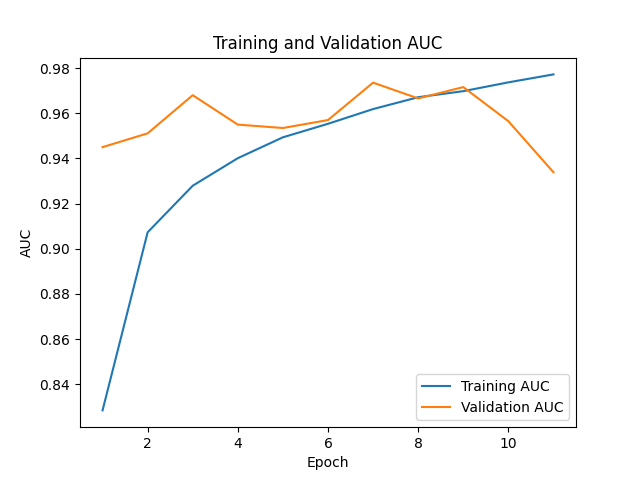 Training and Validation AUC
0.98
0.96
0.94
0.92
0.90
0.88
0.86
0.84
AUC
Training AUC
Validation AUC
2 4 6 8 10
Epoch